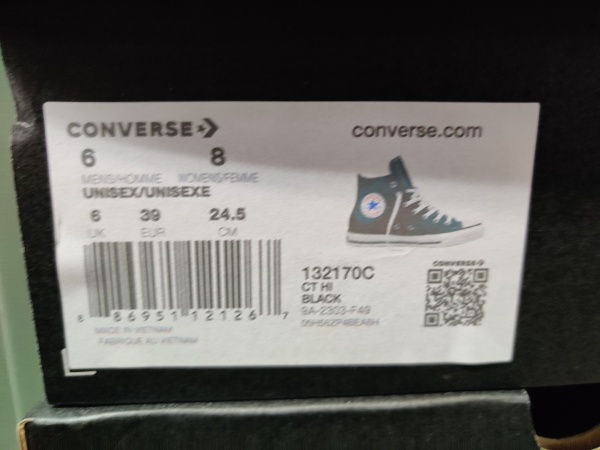 CONVERSE
converse.com
6 8
MENS/HOMME WOMENS/FEMME
UNISEX/UNISEXE
6 39 24.5
UK EUR CM
8 86951 12126 7
MADE IN VIETNAM
FABRIQUE AU VIETNAM
132170C
CT HI
BLACK
9A-2303-F49
CONVERSE